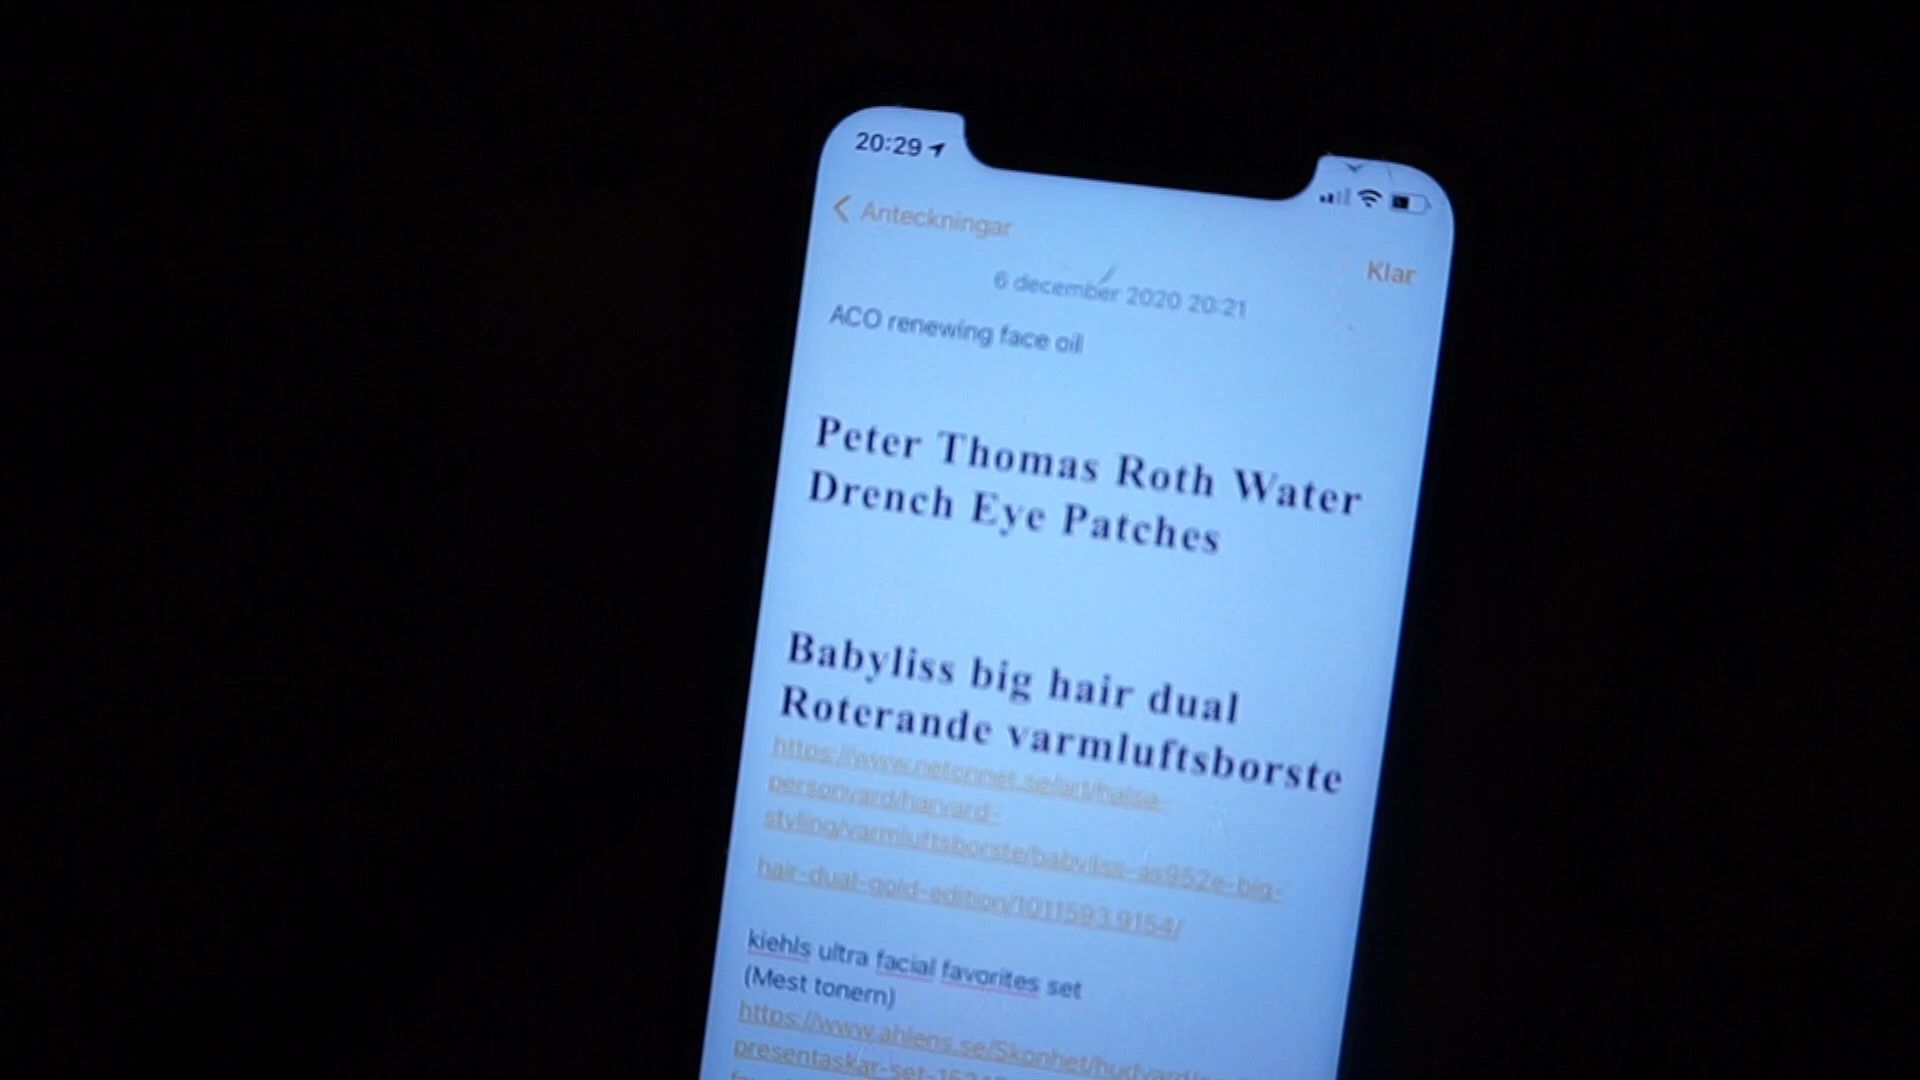 20:29
Anteckningar
Klar
6 december 2020 20:21
ACO renewing face oil
Peter Thomas Roth Water
Drench Eye Patches
Babyliss big hair dual
Roterande varmluftsborste
https://www.netonnet.se/art/halsa-
personvard/harvard-
styling/varmluftsborste/babyliss-as952e-big-
hair-dual-gold-edition/1011593.9154/
kiehls ultra facial favorites set
(Mest tonern)
https://www.ahlens.se/Skonhet/hudvard/
presentaskar-set-